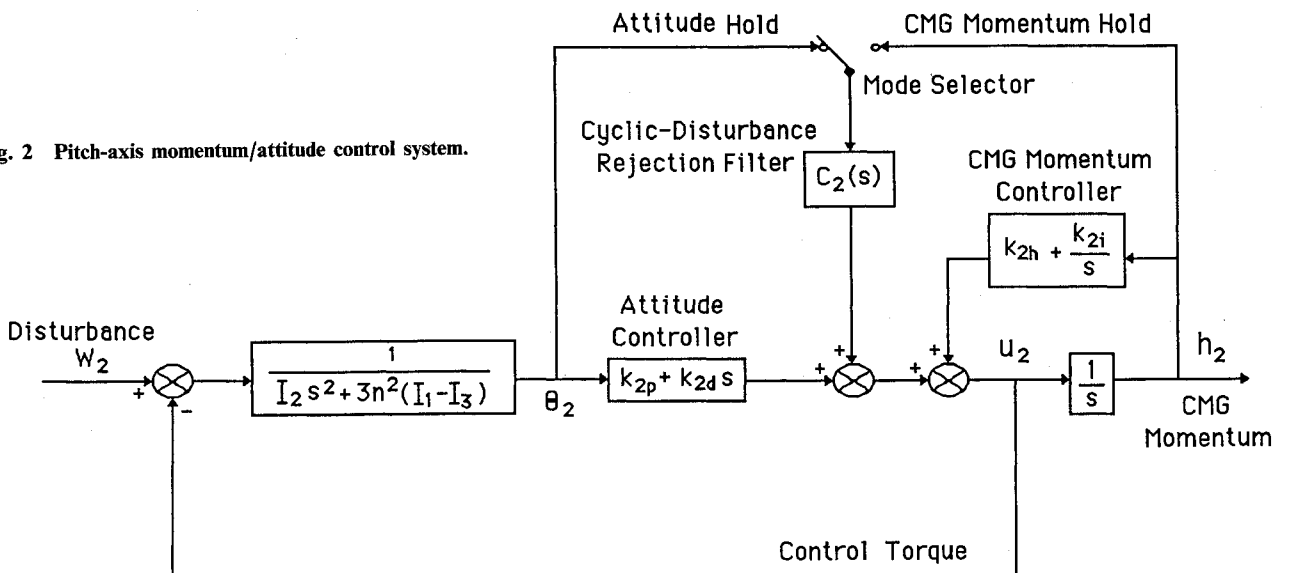 Attitude Hold
CMG Momentum Hold
Mode Selector
g. 2 Pitch-axis momentum/attitude control system.
Cyclic-Disturbance
Rejection Filter
C₂(s)
CMG Momentum
Controller
k₂ₕ + k₂ᵢ/s
Disturbance
W₂
+
-
1
I₂s²+3n²(I₁-I₃)
θ₂
Attitude
Controller
k₂ₚ + k₂d s
+
+
+
+
u₂
1
s
h₂
CMG
Momentum
Control Torque